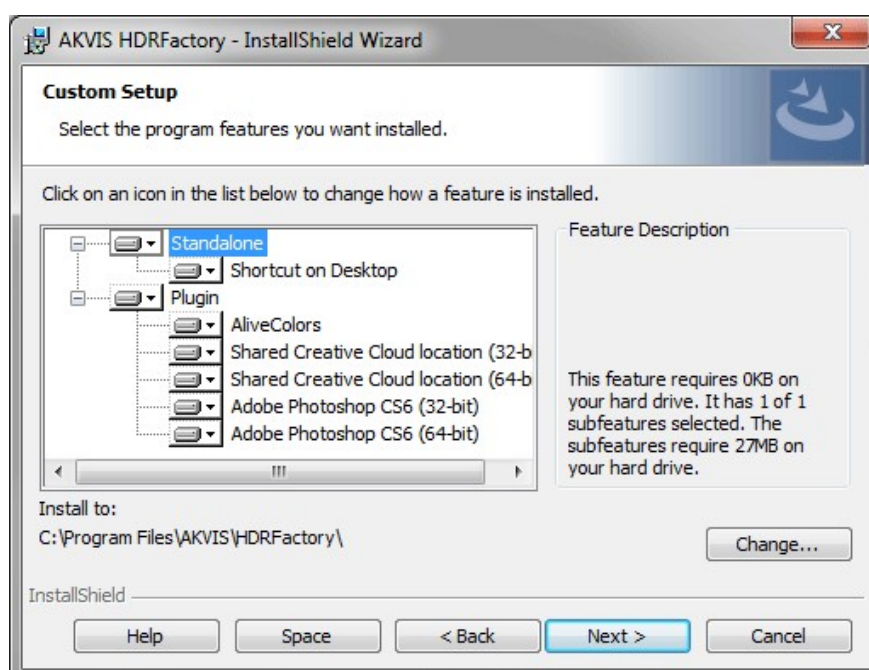 AKVIS HDRFactory - InstallShield Wizard
Custom Setup
Select the program features you want installed.
Click on an icon in the list below to change how a feature is installed.
Standalone
Shortcut on Desktop
Plugin
AliveColors
Shared Creative Cloud location (32-b
Shared Creative Cloud location (64-b
Adobe Photoshop CS6 (32-bit)
Adobe Photoshop CS6 (64-bit)
Feature Description
This feature requires 0KB on
your hard drive. It has 1 of 1
subfeatures selected. The
subfeatures require 27MB on
your hard drive.
Install to:
C:\Program Files\AKVIS\HDRFactory\
Change...
InstallShield
Help
Space
< Back
Next >
Cancel